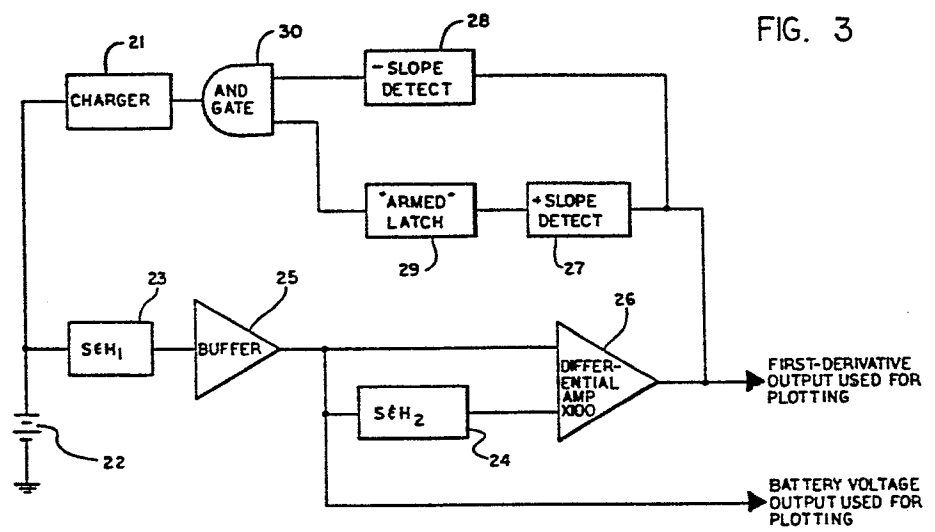 FIG. 3
21
30
28
CHARGER
AND
GATE
-SLOPE
DETECT
"ARMED"
LATCH
+SLOPE
DETECT
29
27
23
25
26
S&H1
BUFFER
DIFFER-
ENTIAL
AMP
X100
S&H2
24
22
FIRST-DERIVATIVE
OUTPUT USED FOR
PLOTTING
BATTERY VOLTAGE
OUTPUT USED FOR
PLOTTING